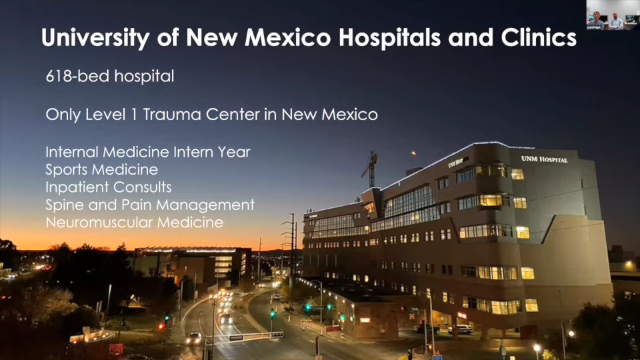 University of New Mexico Hospitals and Clinics
618-bed hospital
Only Level 1 Trauma Center in New Mexico
Internal Medicine Intern Year
Sports Medicine
Inpatient Consults
Spine and Pain Management
Neuromuscular Medicine
UNM HOSPITAL